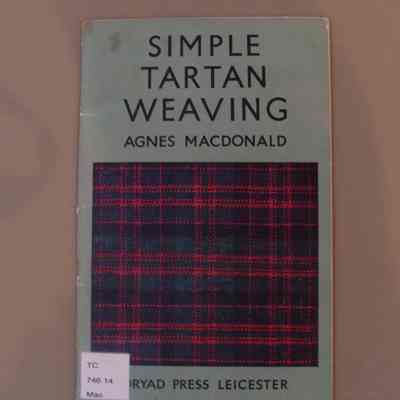 SIMPLE
TARTAN
WEAVING
AGNES MACDONALD
TC
746.14
Mac
DRYAD PRESS LEICESTER